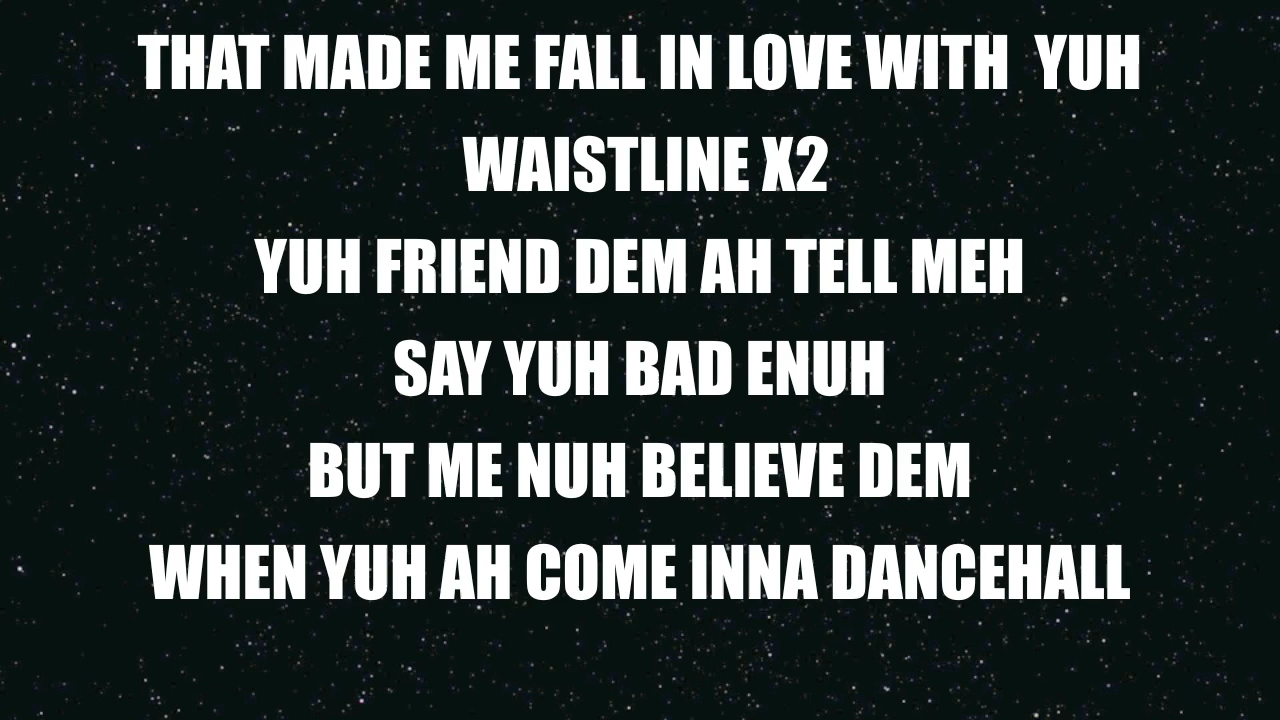 THAT MADE ME FALL IN LOVE WITH  YUH
WAISTLINE X2
YUH FRIEND DEM AH TELL MEH
SAY YUH BAD ENUH
BUT ME NUH BELIEVE DEM
WHEN YUH AH COME INNA DANCEHALL